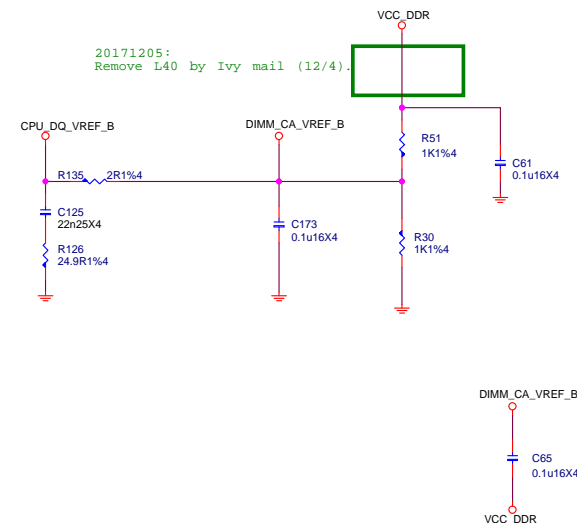 VCC_DDR
20171205:
Remove L40 by Ivy mail (12/4).
CPU_DQ_VREF_B
DIMM_CA_VREF_B
R51
1K1%4
C61
0.1u16X4
R135
2R1%4
C125
22n25X4
C173
0.1u16X4
R30
1K1%4
R126
24.9R1%4
DIMM_CA_VREF_B
C65
0.1u16X4
VCC_DDR